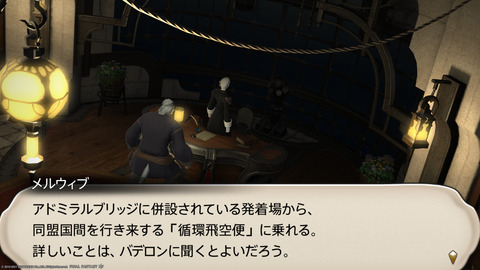 メルウィブ
アドミラルブリッジに併設されている発着場から、
同盟国間を行き来する「循環飛空便」に乗れる。
詳しいことは、バデロンに聞くとよいだろう。
FINAL FANTASY XIV